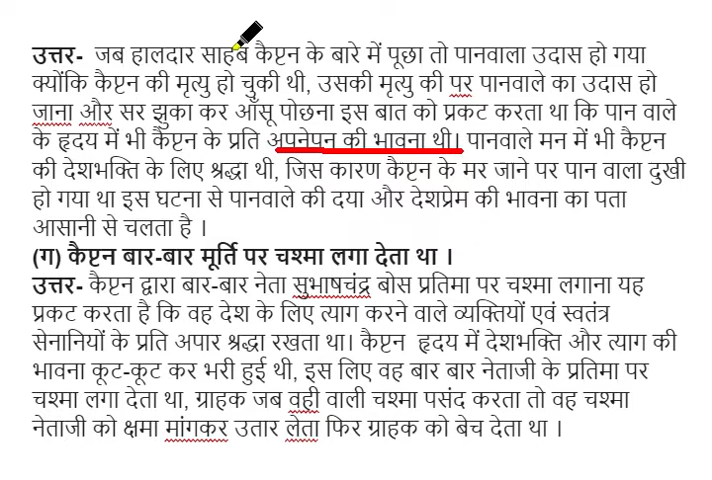 उत्तर- जब हालदार साहब कैप्टन के बारे में पूछा तो पानवाला उदास हो गया
क्योंकि कैप्टन की मृत्यु हो चुकी थी, उसकी मृत्यु की पर पानवाले का उदास हो
जाना और सर झुका कर आँसू पोछना इस बात को प्रकट करता था कि पान वाले
के हृदय में भी कैप्टन के प्रति अपनेपन की भावना थी। पानवाले मन में भी कैप्टन
की देशभक्ति के लिए श्रद्धा थी, जिस कारण कैप्टन के मर जाने पर पान वाला दुखी
हो गया था इस घटना से पानवाले की दया और देशप्रेम की भावना का पता
आसानी से चलता है ।
(ग) कैप्टन बार-बार मूर्ति पर चश्मा लगा देता था ।
उत्तर- कैप्टन द्वारा बार-बार नेता सुभाषचंद्र बोस प्रतिमा पर चश्मा लगाना यह
प्रकट करता है कि वह देश के लिए त्याग करने वाले व्यक्तियों एवं स्वतंत्र
सेनानियों के प्रति अपार श्रद्धा रखता था। कैप्टन हृदय में देशभक्ति और त्याग की
भावना कूट-कूट कर भरी हुई थी, इस लिए वह बार बार नेताजी के प्रतिमा पर
चश्मा लगा देता था, ग्राहक जब वही वाली चश्मा पसंद करता तो वह चश्मा
नेताजी को क्षमा मांगकर उतार लेता फिर ग्राहक को बेच देता था ।